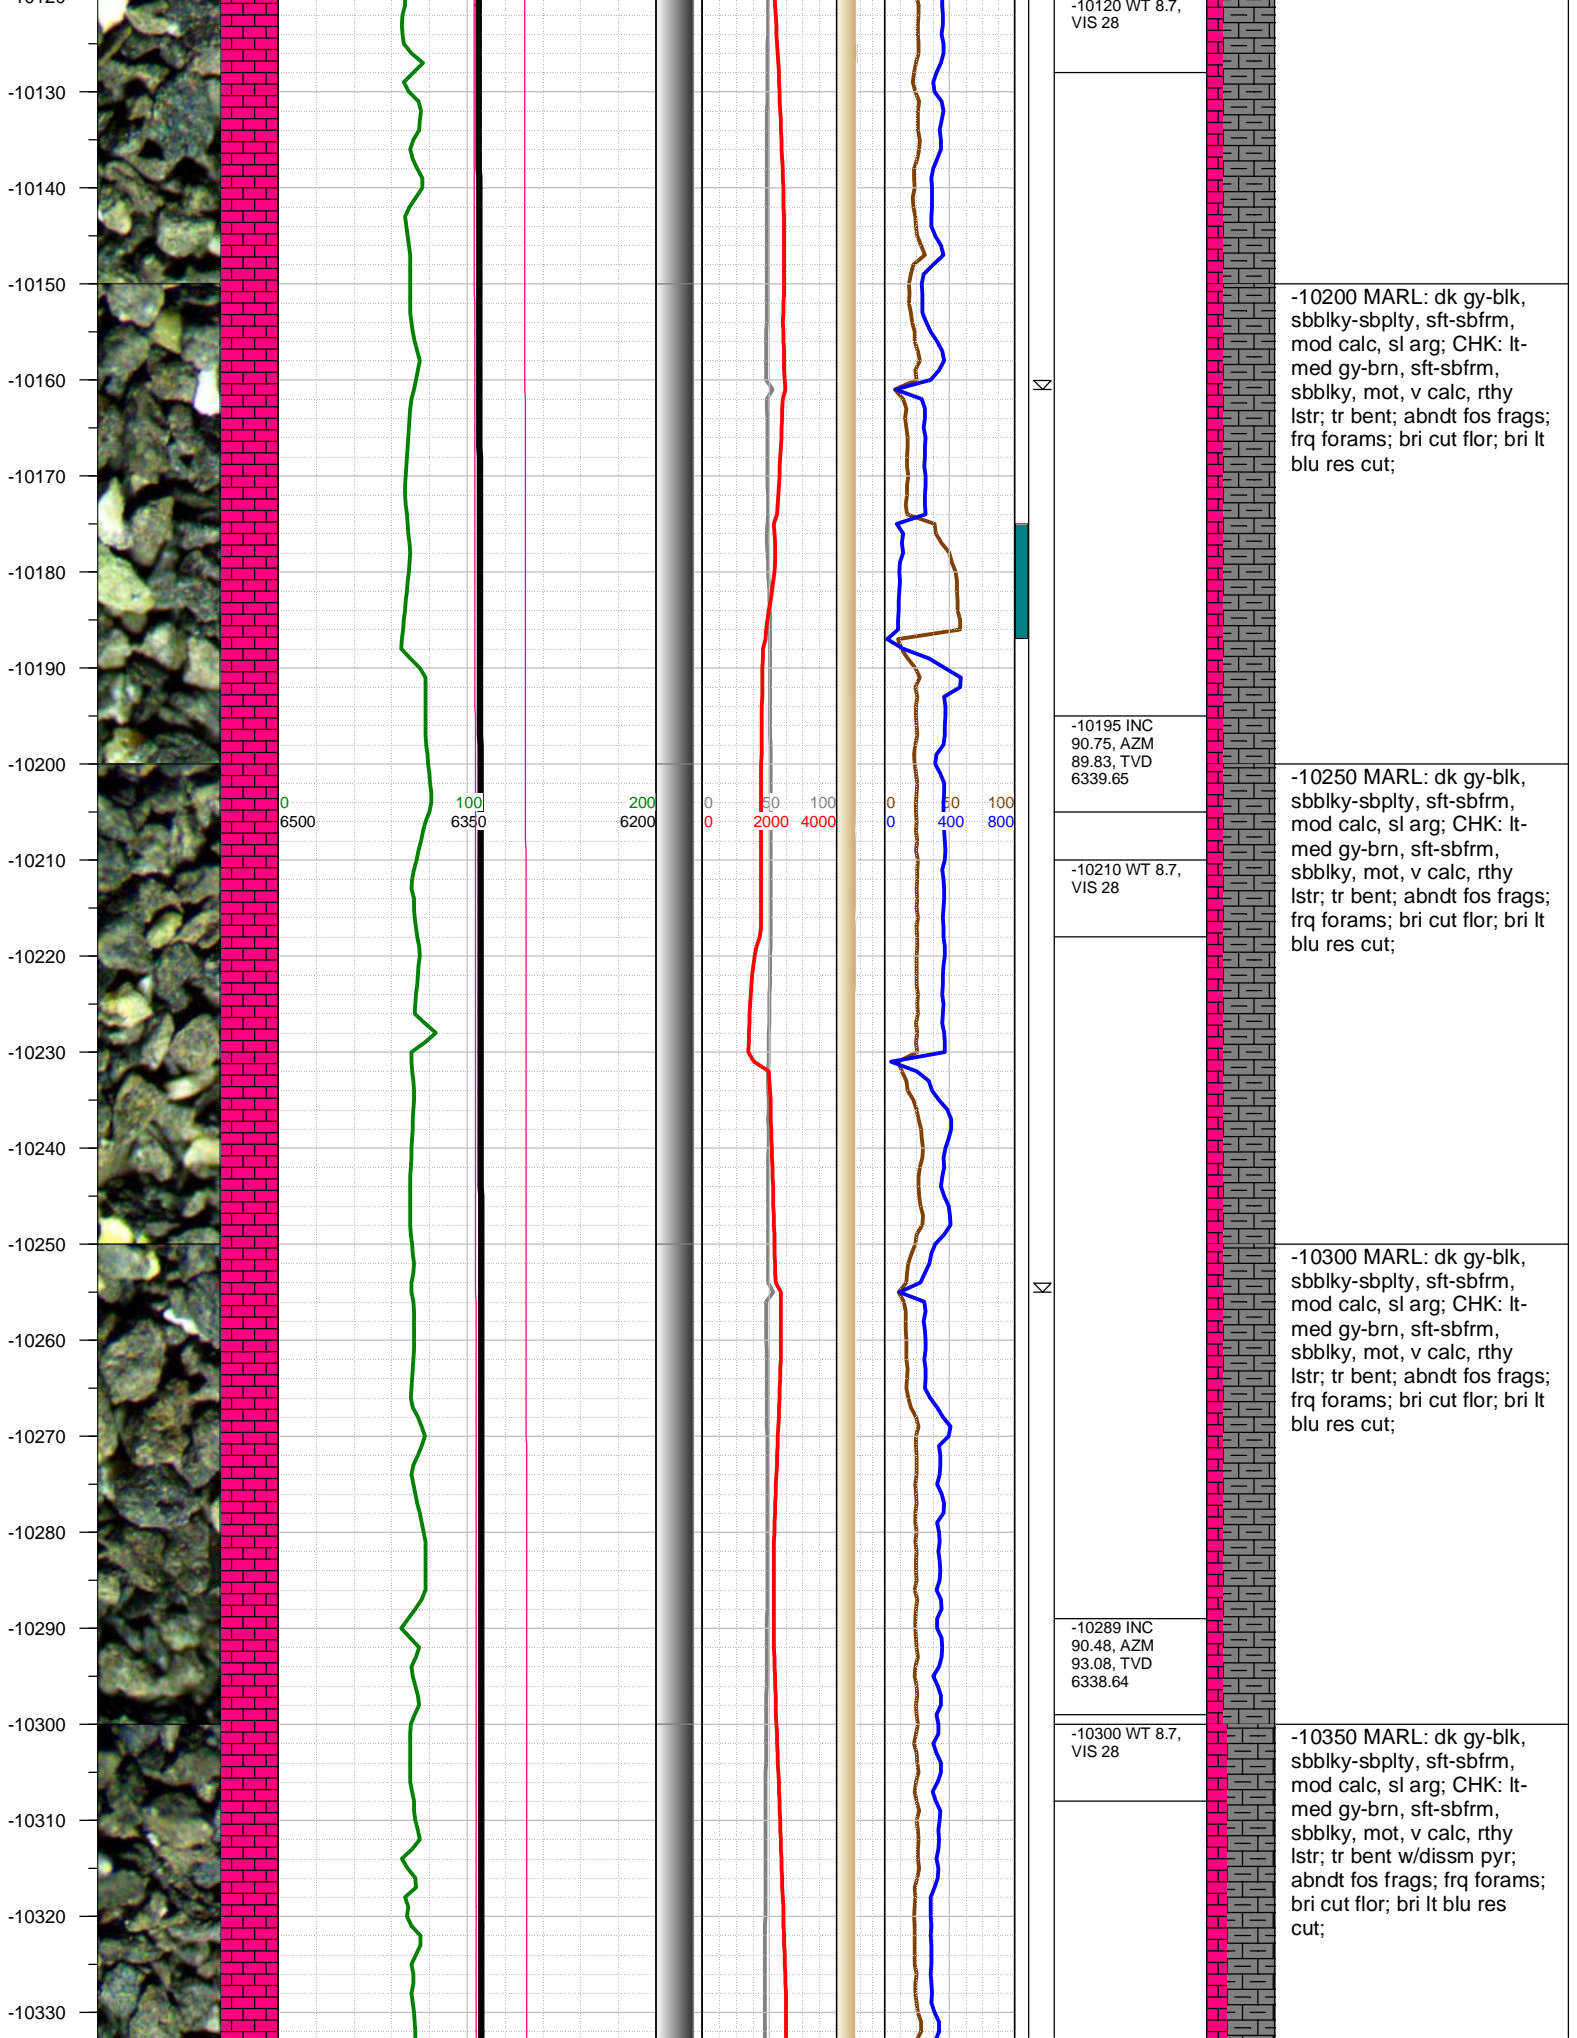 -10120 WT 8.7,
VIS 28
-10130
-10140
-10150
-10200 MARL: dk gy-blk,
sbblky-sbplty, sft-sbfrm,
mod calc, sl arg; CHK: lt-
med gy-brn, sft-sbfrm,
sbblky, mot, v calc, rthy
lstr; tr bent; abndt fos frags;
frq forams; bri cut flor; bri lt
blu res cut;
-10160
-10170
-10180
-10190
-10195 INC
90.75, AZM
89.83, TVD
6339.65
-10200
-10250 MARL: dk gy-blk,
sbblky-sbplty, sft-sbfrm,
mod calc, sl arg; CHK: lt-
med gy-brn, sft-sbfrm,
sbblky, mot, v calc, rthy
lstr; tr bent; abndt fos frags;
frq forams; bri cut flor; bri lt
blu res cut;
0 100 200 0 50 100 0 50 100
6500 6350 6200 0 2000 4000 0 400 800
-10210
-10210 WT 8.7,
VIS 28
-10220
-10230
-10240
-10250
-10300 MARL: dk gy-blk,
sbblky-sbplty, sft-sbfrm,
mod calc, sl arg; CHK: lt-
med gy-brn, sft-sbfrm,
sbblky, mot, v calc, rthy
lstr; tr bent; abndt fos frags;
frq forams; bri cut flor; bri lt
blu res cut;
-10260
-10270
-10280
-10290
-10289 INC
90.48, AZM
93.08, TVD
6338.64
-10300
-10300 WT 8.7,
VIS 28
-10350 MARL: dk gy-blk,
sbblky-sbplty, sft-sbfrm,
mod calc, sl arg; CHK: lt-
med gy-brn, sft-sbfrm,
sbblky, mot, v calc, rthy
lstr; tr bent w/dissm pyr;
abndt fos frags; frq forams;
bri cut flor; bri lt blu res
cut;
-10310
-10320
-10330